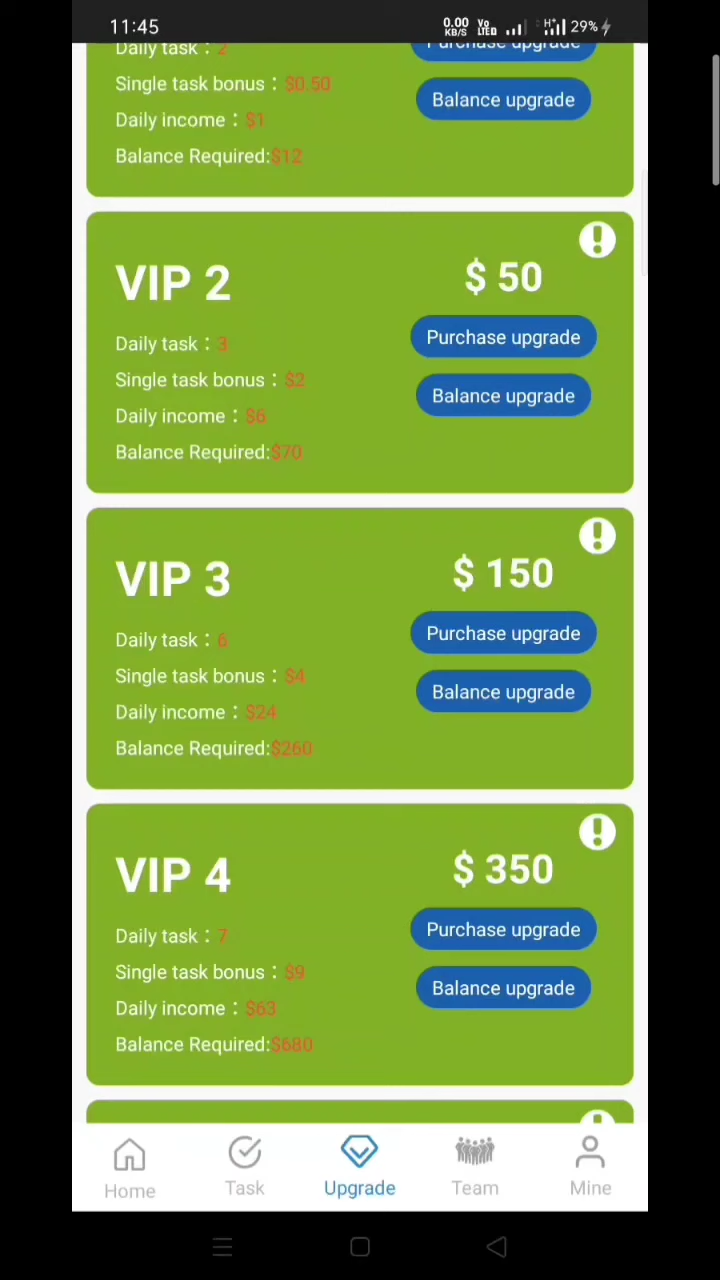 11:45
0.00 KB/S Vo LTE H+ 29%
Daily task：2
Purchase upgrade
Single task bonus：$0.50
Balance upgrade
Daily income：$1
Balance Required:$12
VIP 2
$ 50
Daily task：3
Purchase upgrade
Single task bonus：$2
Balance upgrade
Daily income：$6
Balance Required:$70
VIP 3
$ 150
Daily task：6
Purchase upgrade
Single task bonus：$4
Balance upgrade
Daily income：$24
Balance Required:$260
VIP 4
$ 350
Daily task：7
Purchase upgrade
Single task bonus：$9
Balance upgrade
Daily income：$63
Balance Required:$680
Home
Task
Upgrade
Team
Mine